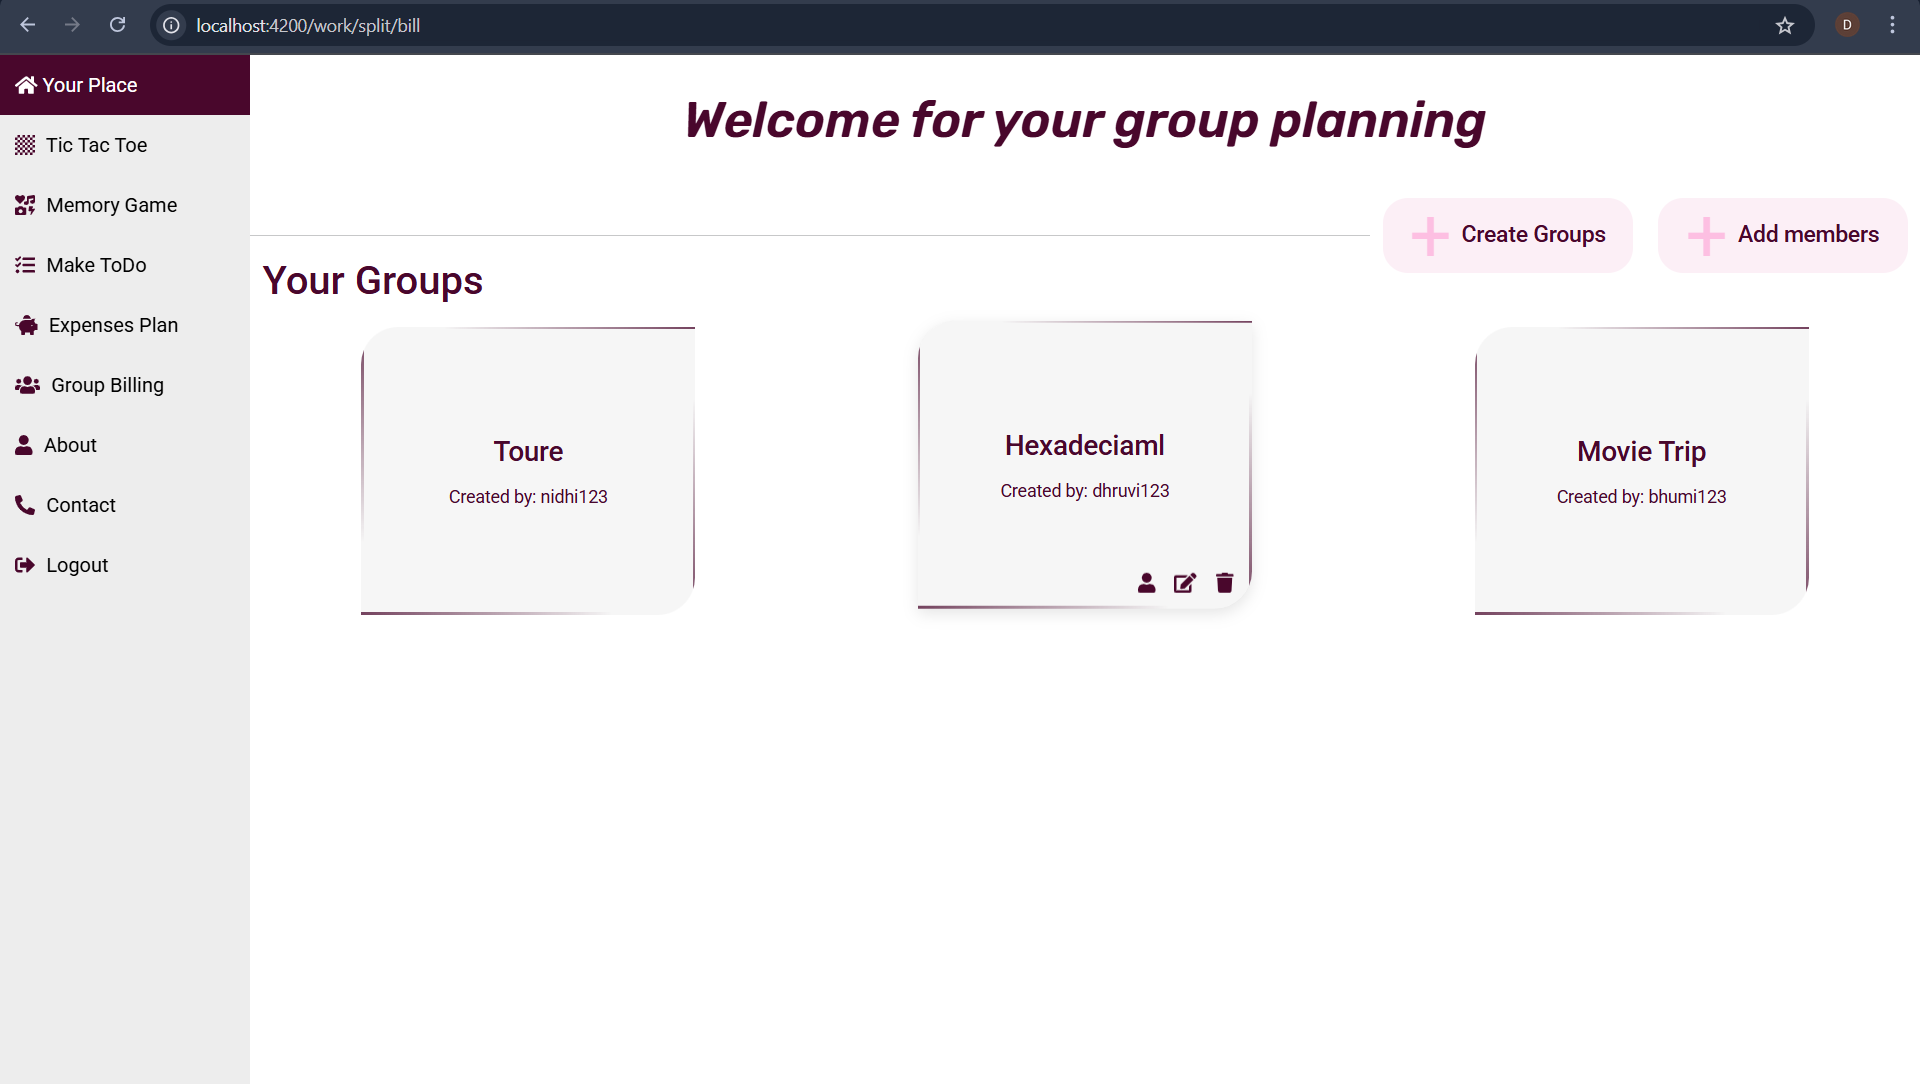 localhost:4200/work/split/bill
D
Your Place
Tic Tac Toe
Memory Game
Make ToDo
Expenses Plan
Group Billing
About
Contact
Logout
Welcome for your group planning
Create Groups
Add members
Your Groups
Toure
Created by: nidhi123
Hexadeciaml
Created by: dhruvi123
Movie Trip
Created by: bhumi123